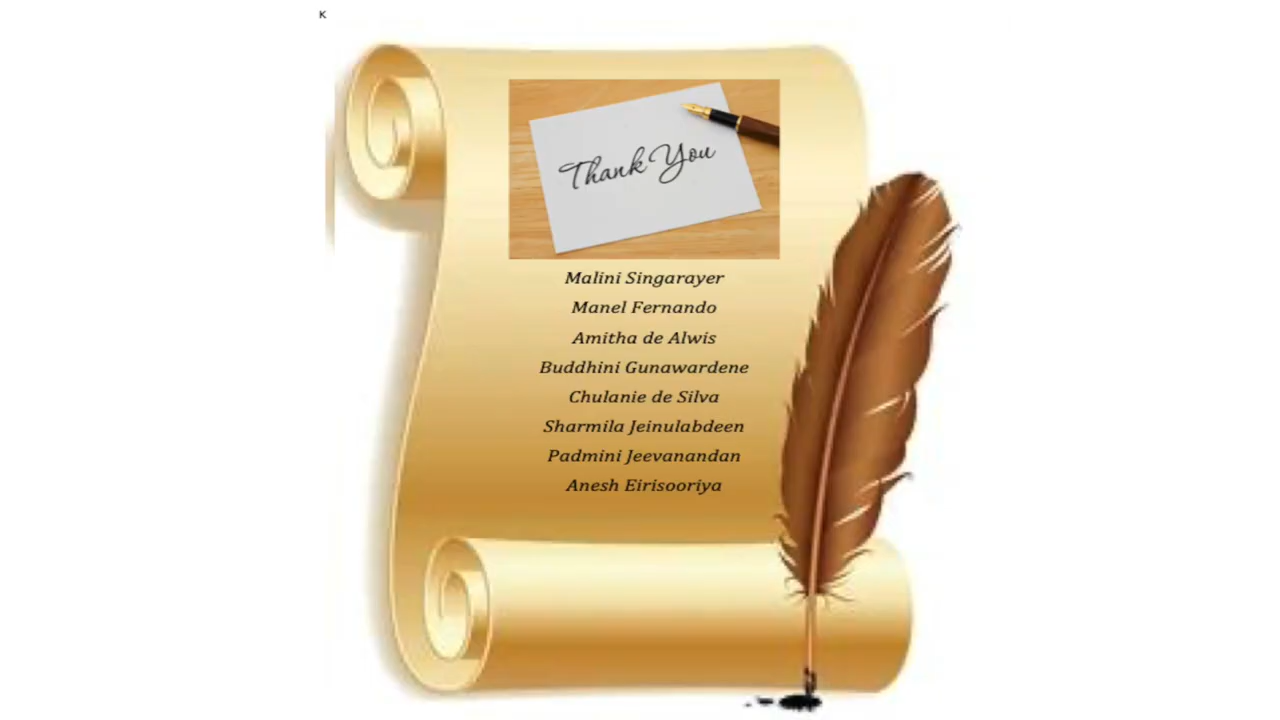 K
Thank You
Malini Singarayer
Manel Fernando
Amitha de Alwis
Buddhini Gunawardene
Chulanie de Silva
Sharmila Jeinulabdeen
Padmini Jeevanandan
Anesh Eirisooriya